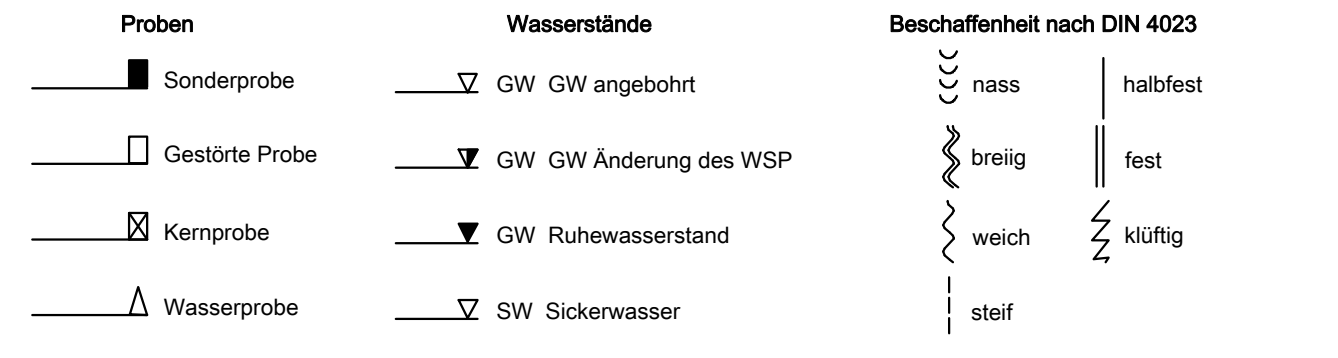 Proben
Sonderprobe
Gestörte Probe
Kernprobe
Wasserprobe
Wasserstände
GW GW angebohrt
GW GW Änderung des WSP
GW Ruhewasserstand
SW Sickerwasser
Beschaffenheit nach DIN 4023
nass
breiig
weich
steif
halbfest
fest
klüftig